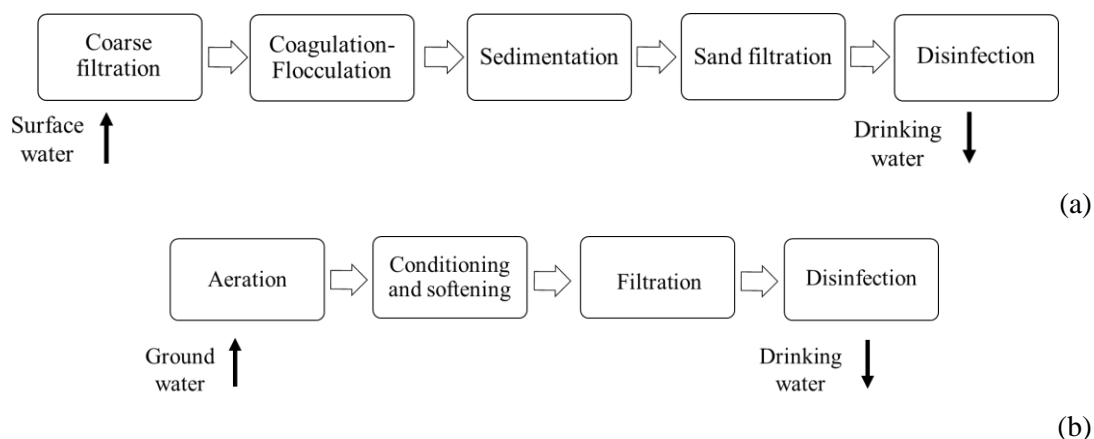 Coarse
filtration
Coagulation-
Flocculation
Sedimentation
Sand filtration
Disinfection
Surface
water
Drinking
water
(a)
Aeration
Conditioning
and softening
Filtration
Disinfection
Ground
water
Drinking
water
(b)